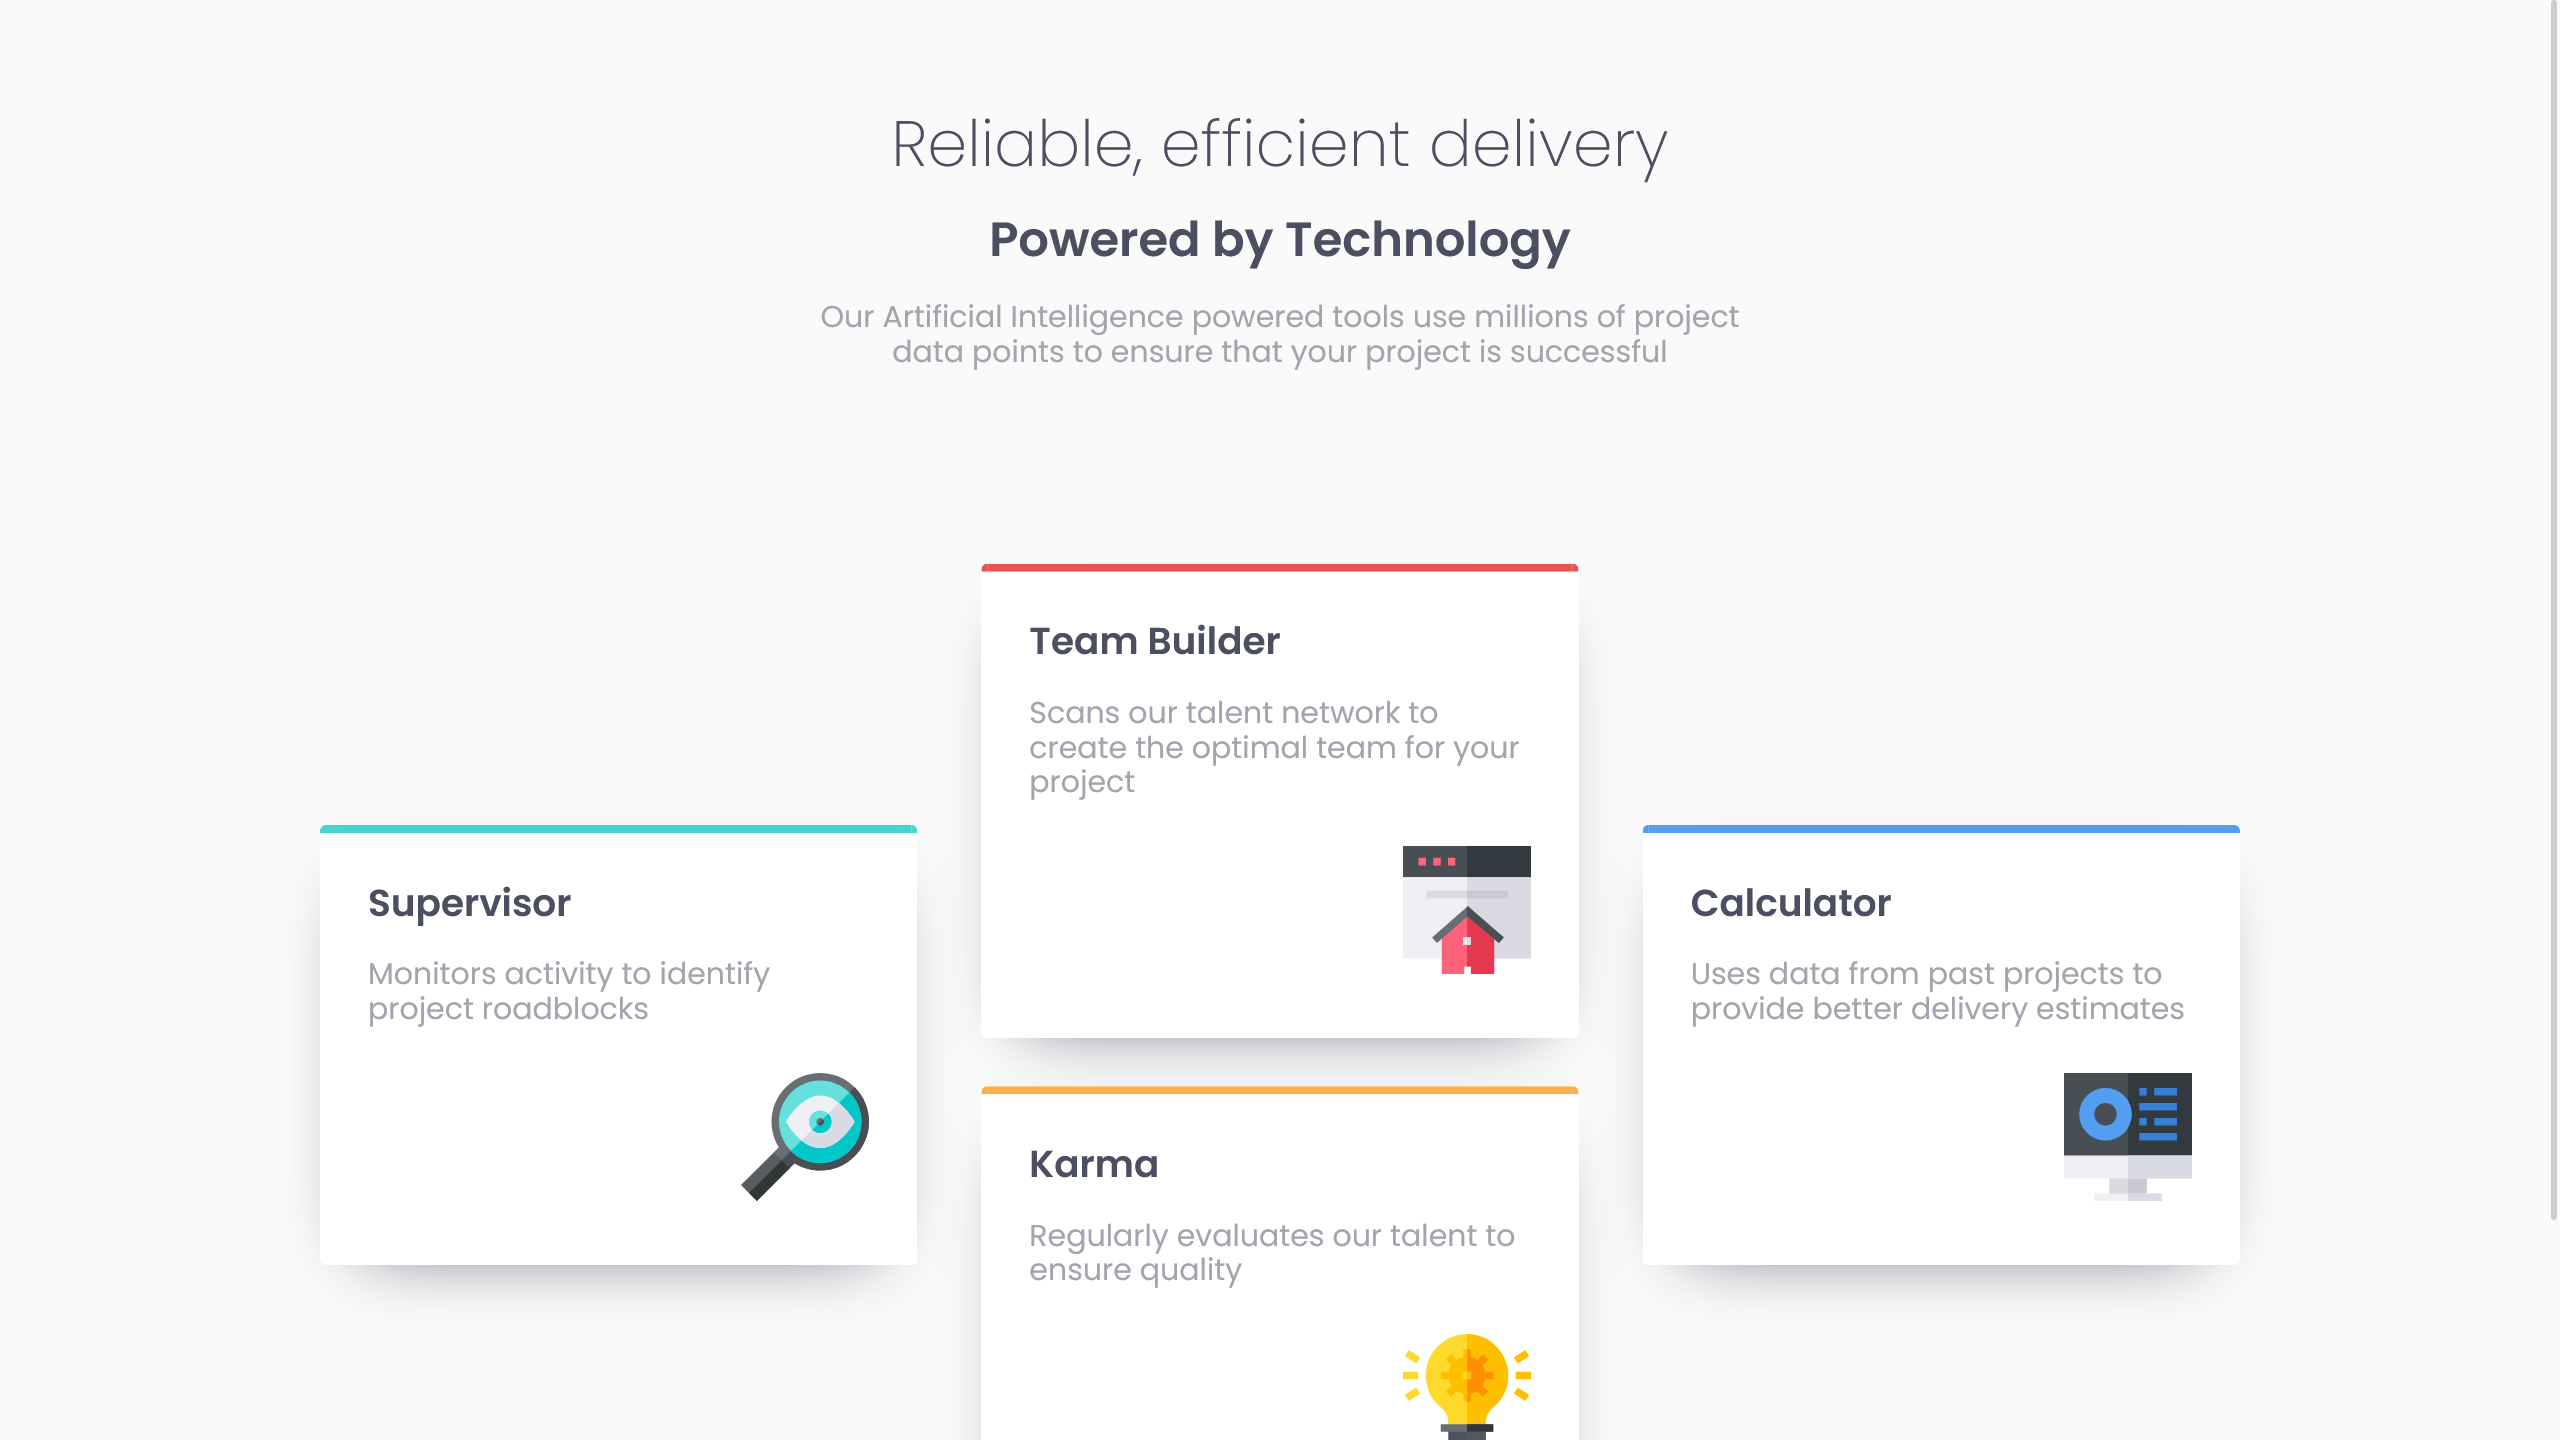 Reliable, efficient delivery
Powered by Technology
Our Artificial Intelligence powered tools use millions of project
data points to ensure that your project is successful
Supervisor
Monitors activity to identify
project roadblocks
Team Builder
Scans our talent network to
create the optimal team for your
project
Karma
Regularly evaluates our talent to
ensure quality
Calculator
Uses data from past projects to
provide better delivery estimates